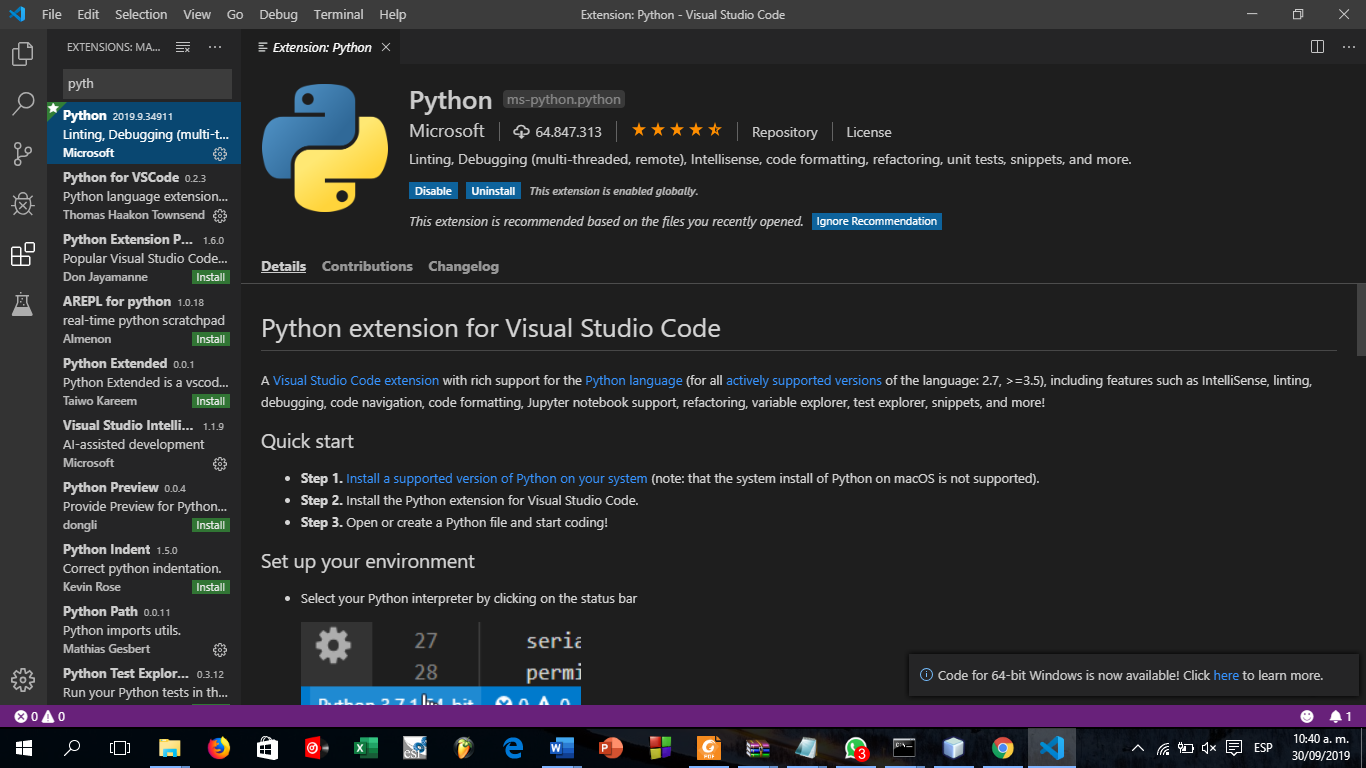 File Edit Selection View Go Debug Terminal Help
Extension: Python - Visual Studio Code
EXTENSIONS: MA...
pyth
Python 2019.9.34911
Linting, Debugging (multi-t...
Microsoft
Python for VSCode 0.2.3
Python language extension...
Thomas Haakon Townsend
Python Extension P... 1.6.0
Popular Visual Studio Code...
Don Jayamanne Install
AREPL for python 1.0.18
real-time python scratchpad
Almenon Install
Python Extended 0.0.1
Python Extended is a vscod...
Taiwo Kareem Install
Visual Studio Intelli... 1.1.9
AI-assisted development
Microsoft
Python Preview 0.0.4
Provide Preview for Python...
dongli Install
Python Indent 1.5.0
Correct python indentation.
Kevin Rose Install
Python Path 0.0.11
Python imports utils.
Mathias Gesbert
Python Test Explor... 0.3.12
Run your Python tests in th...
Extension: Python
Python ms-python.python
Microsoft 64.847.313 Repository License
Linting, Debugging (multi-threaded, remote), Intellisense, code formatting, refactoring, unit tests, snippets, and more.
Disable Uninstall This extension is enabled globally.
This extension is recommended based on the files you recently opened. Ignore Recommendation
Details Contributions Changelog
Python extension for Visual Studio Code
A Visual Studio Code extension with rich support for the Python language (for all actively supported versions of the language: 2.7, >=3.5), including features such as IntelliSense, linting,
debugging, code navigation, code formatting, Jupyter notebook support, refactoring, variable explorer, test explorer, snippets, and more!
Quick start
• Step 1. Install a supported version of Python on your system (note: that the system install of Python on macOS is not supported).
• Step 2. Install the Python extension for Visual Studio Code.
• Step 3. Open or create a Python file and start coding!
Set up your environment
• Select your Python interpreter by clicking on the status bar
27 seria
28 permi
Python 3.7.1 64-bit 0 0
Code for 64-bit Windows is now available! Click here to learn more.
0 0
1
3
ESP
10:40 a. m.
30/09/2019